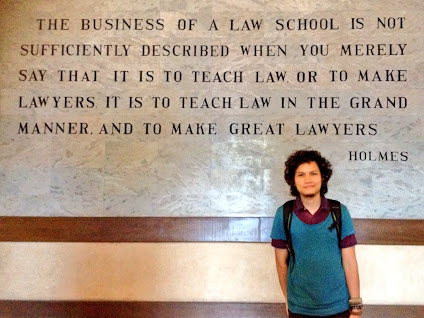 THE BUSINESS OF A LAW SCHOOL IS NOT
SUFFICIENTLY DESCRIBED WHEN YOU MERELY
SAY THAT IT IS TO TEACH LAW, OR TO MAKE
LAWYERS IT IS TO TEACH LAW IN THE GRAND
MANNER, AND TO MAKE GREAT LAWYERS
HOLMES